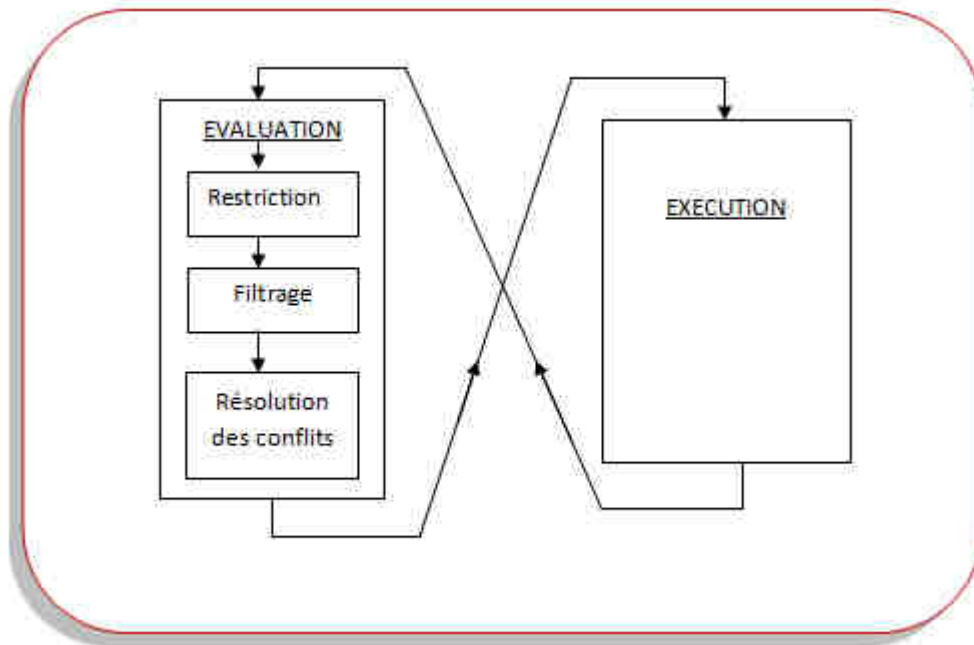 EVALUATION
Restriction
Filtrage
Résolution
des conflits
EXECUTION